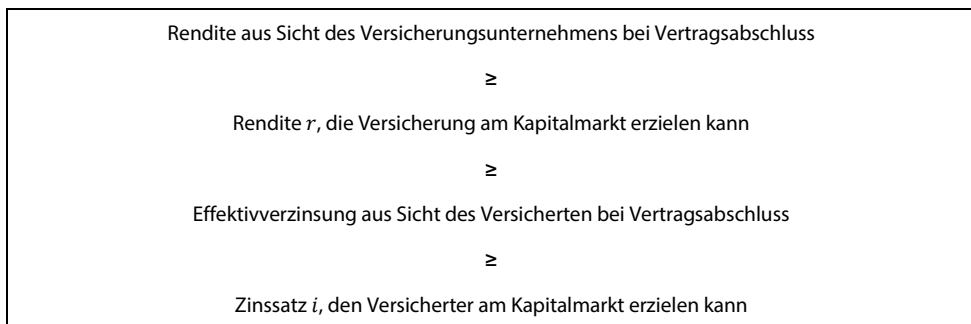 Rendite aus Sicht des Versicherungsunternehmens bei Vertragsabschluss
≥
Rendite r, die Versicherung am Kapitalmarkt erzielen kann
≥
Effektivverzinsung aus Sicht des Versicherten bei Vertragsabschluss
≥
Zinssatz i, den Versicherter am Kapitalmarkt erzielen kann